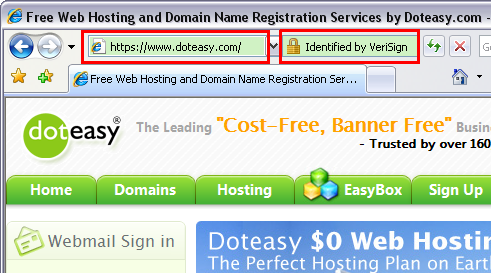 Free Web Hosting and Domain Name Registration Services by Doteasy.com -
https://www.doteasy.com/
Identified by VeriSign
Free Web Hosting and Domain Name Registration Ser...
doteasy®
The Leading "Cost-Free, Banner Free" Busin
- Trusted by over 160
Home
Domains
Hosting
EasyBox
Sign Up
Webmail Sign in
Doteasy $0 Web Hostin
The Perfect Hosting Plan on Earth